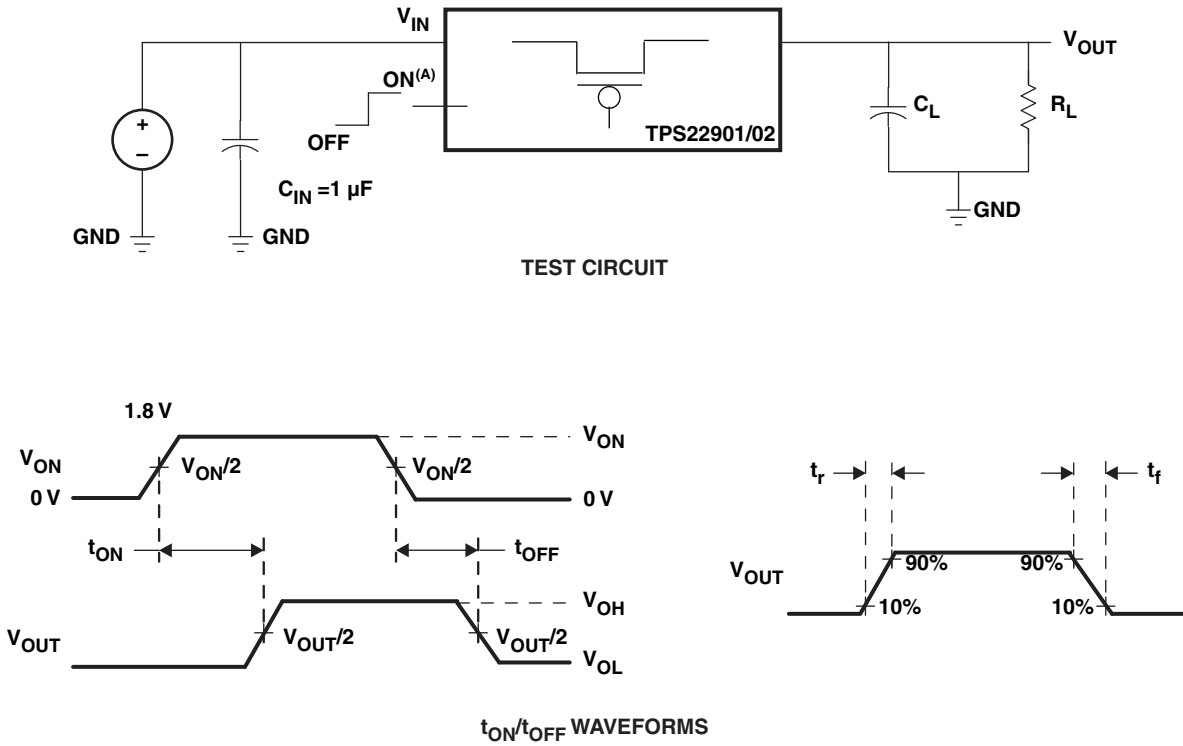 V_IN
V_OUT
ON(A)
+
–
OFF
C_L
R_L
TPS22901/02
C_IN =1 µF
GND
GND
GND
TEST CIRCUIT
1.8 V
V_ON
V_ON
V_ON/2
V_ON/2
0 V
0 V
t_r
t_f
t_ON
t_OFF
V_OUT
90%
90%
10%
10%
V_OH
V_OUT
V_OUT/2
V_OUT/2
V_OL
t_ON/t_OFF WAVEFORMS